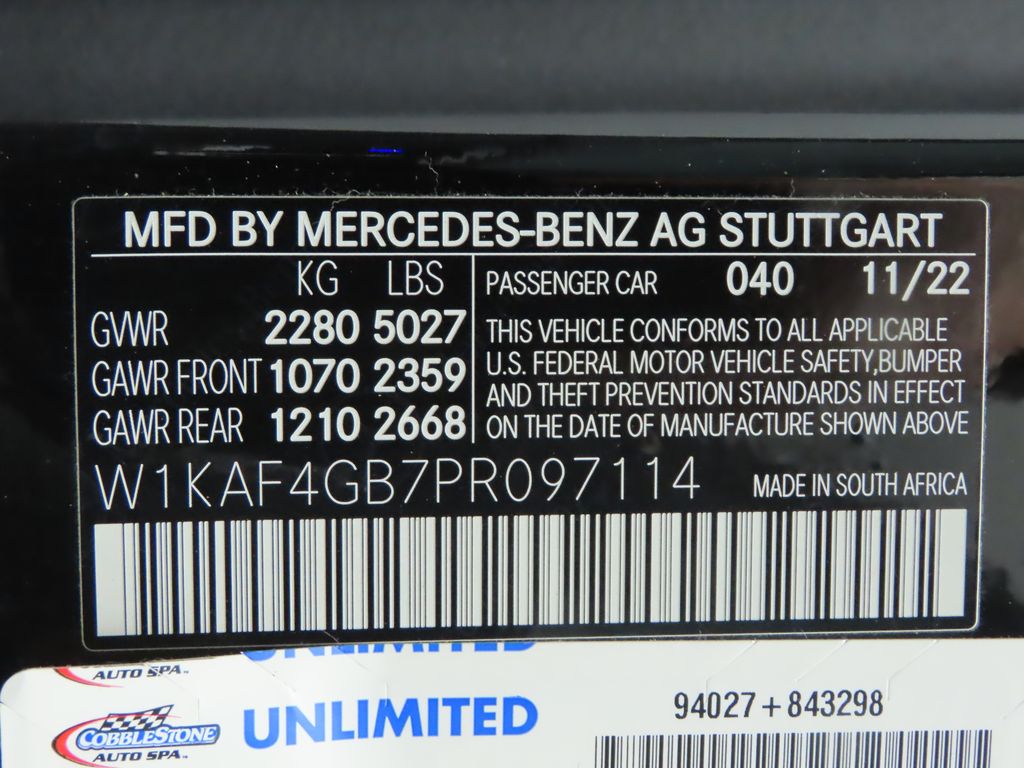 MFD BY MERCEDES-BENZ AG STUTTGART
KG LBS
GVWR 2280 5027
GAWR FRONT 1070 2359
GAWR REAR 1210 2668
PASSENGER CAR 040 11/22
THIS VEHICLE CONFORMS TO ALL APPLICABLE
U.S. FEDERAL MOTOR VEHICLE SAFETY,BUMPER
AND THEFT PREVENTION STANDARDS IN EFFECT
ON THE DATE OF MANUFACTURE SHOWN ABOVE
W1KAF4GB7PR097114 MADE IN SOUTH AFRICA
AUTO SPA™ UNLIMITED
COBBLESTONE
AUTO SPA™
UNLIMITED
94027+843298